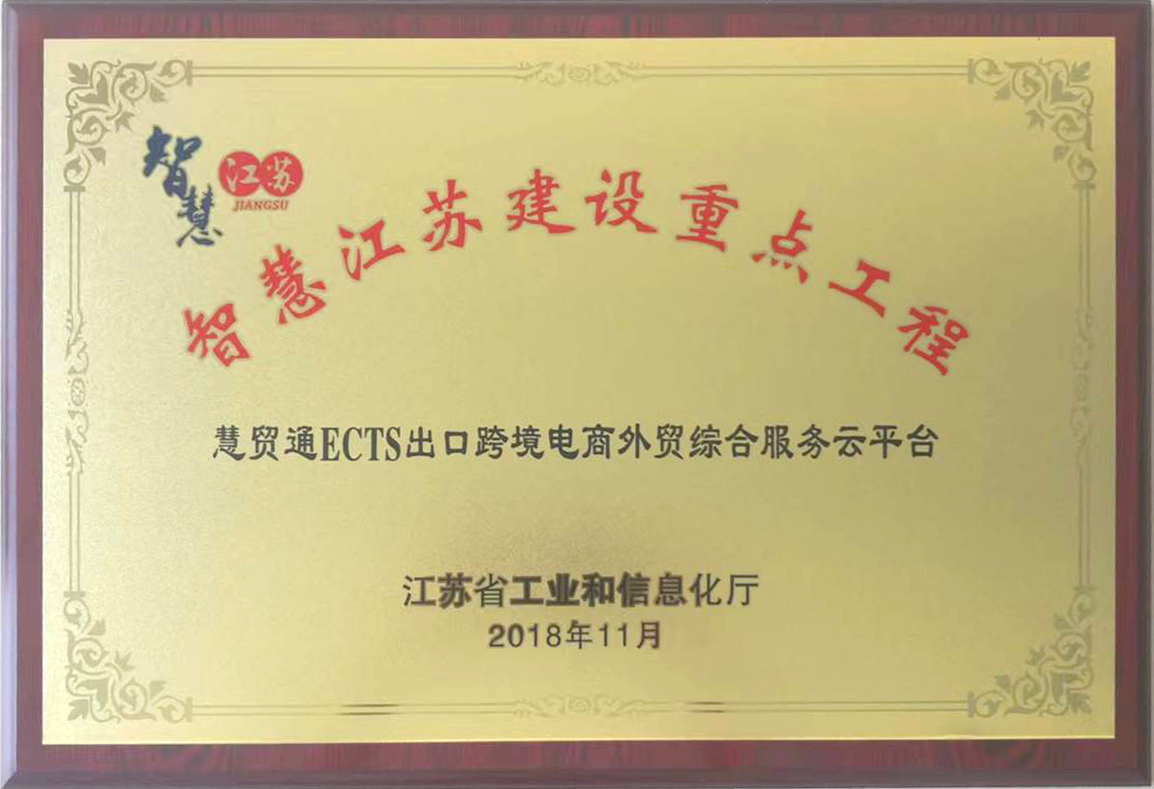 智慧
江苏
JIANGSU
智慧江苏建设重点工程
慧贸通ECTS出口跨境电商外贸综合服务云平台
江苏省工业和信息化厅
2018年11月